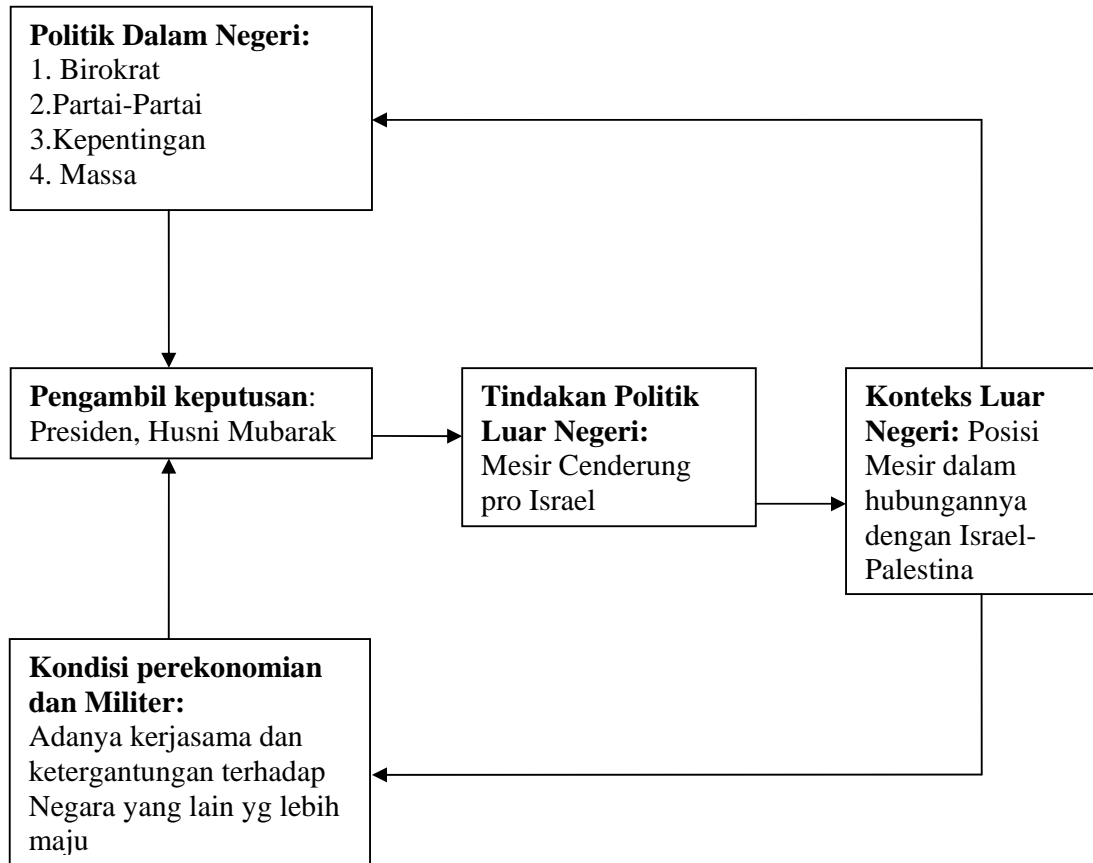 Politik Dalam Negeri:
1. Birokrat
2.Partai-Partai
3.Kepentingan
4. Massa
Pengambil keputusan:
Presiden, Husni Mubarak
Tindakan Politik
Luar Negeri:
Mesir Cenderung
pro Israel
Konteks Luar
Negeri: Posisi
Mesir dalam
hubungannya
dengan Israel-
Palestina
Kondisi perekonomian
dan Militer:
Adanya kerjasama dan
ketergantungan terhadap
Negara yang lain yg lebih
maju